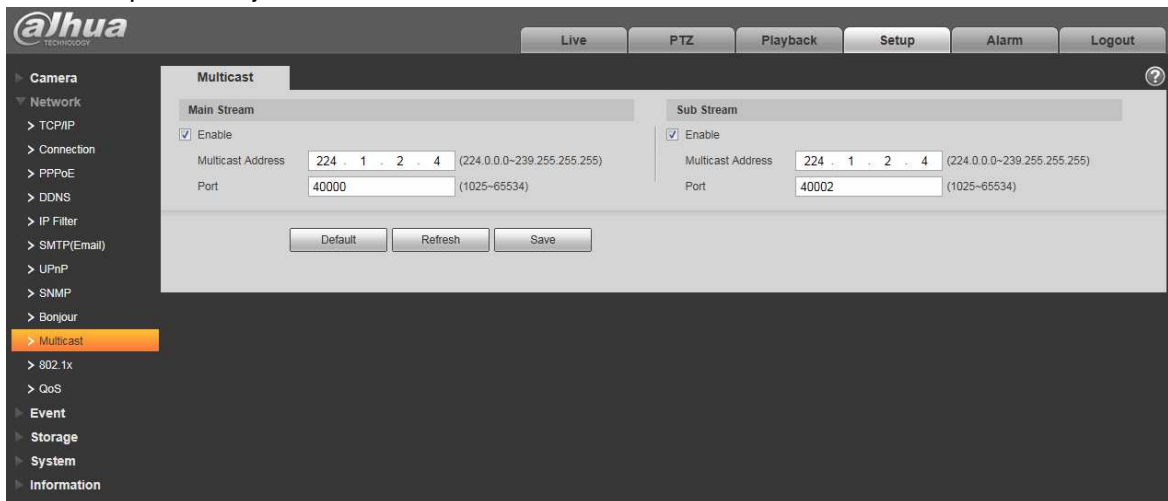 alhua
TECHNOLOGY
Live PTZ Playback Setup Alarm Logout
Camera
Network
> TCP/IP
> Connection
> PPPoE
> DDNS
> IP Filter
> SMTP(Email)
> UPnP
> SNMP
> Bonjour
> Multicast
> 802.1x
> QoS
Event
Storage
System
Information
Multicast
?
Main Stream
Enable
Multicast Address 224 . 1 . 2 . 4 (224.0.0.0~239.255.255.255)
Port 40000 (1025~65534)
Sub Stream
Enable
Multicast Address 224 . 1 . 2 . 4 (224.0.0.0~239.255.255.255)
Port 40002 (1025~65534)
Default Refresh Save